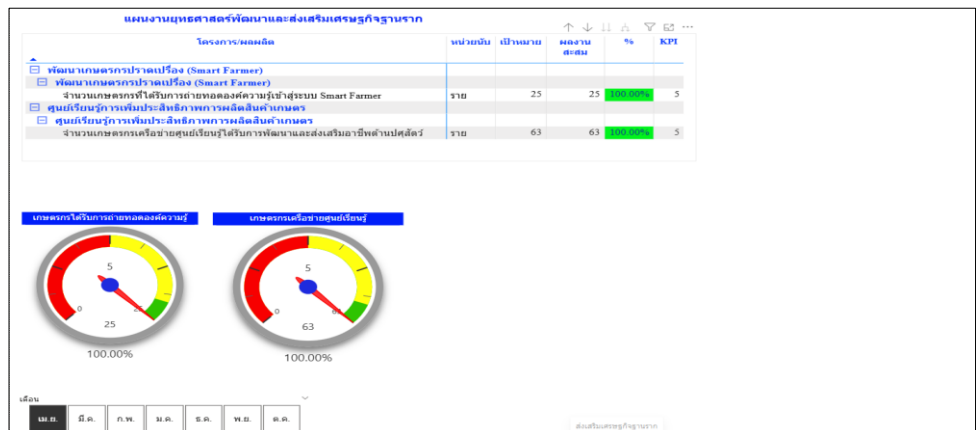 แผนงานยุทธศาสตร์พัฒนาและส่งเสริมเศรษฐกิจฐานราก
โครงการ/ผลผลิต หน่วยนับ เป้าหมาย ผลงานสะสม % KPI
พัฒนาเกษตรกรปราดเปรื่อง (Smart Farmer)
พัฒนาเกษตรกรปราดเปรื่อง (Smart Farmer)
จำนวนเกษตรกรที่ได้รับการถ่ายทอดองค์ความรู้เข้าสู่ระบบ Smart Farmer ราย 25 25 100.00% 5
ศูนย์เรียนรู้การเพิ่มประสิทธิภาพการผลิตสินค้าเกษตร
ศูนย์เรียนรู้การเพิ่มประสิทธิภาพการผลิตสินค้าเกษตร
จำนวนเกษตรกรเครือข่ายศูนย์เรียนรู้ได้รับการพัฒนาและส่งเสริมอาชีพด้านปศุสัตว์ ราย 63 63 100.00% 5
เกษตรกรได้รับการถ่ายทอดองค์ความรู้ เกษตรกรเครือข่ายศูนย์เรียนรู้
5 5
0 25 0
25 63
100.00% 100.00%
เดือน
เม.ย. มี.ค. ก.พ. ม.ค. ธ.ค. พ.ย. ต.ค.
ส่งเสริมเศรษฐกิจฐานราก